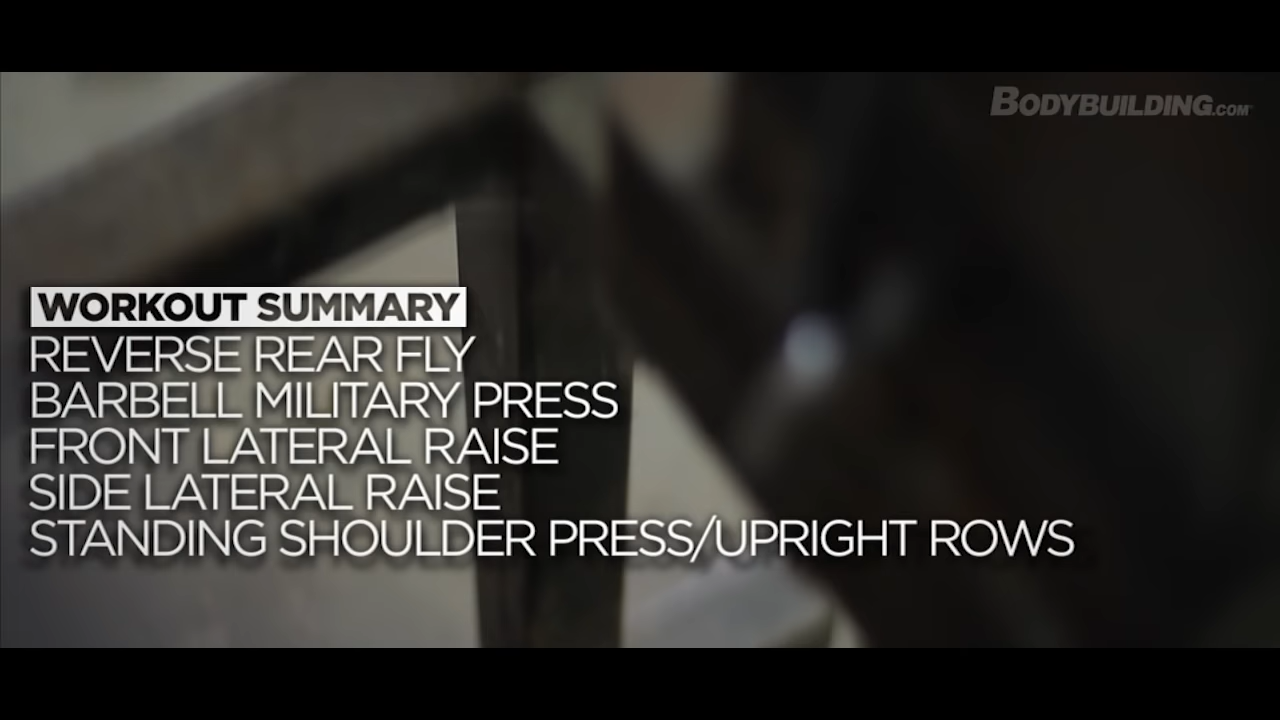 BODYBUILDING.COM
WORKOUT SUMMARY
REVERSE REAR FLY
BARBELL MILITARY PRESS
FRONT LATERAL RAISE
SIDE LATERAL RAISE
STANDING SHOULDER PRESS/UPRIGHT ROWS